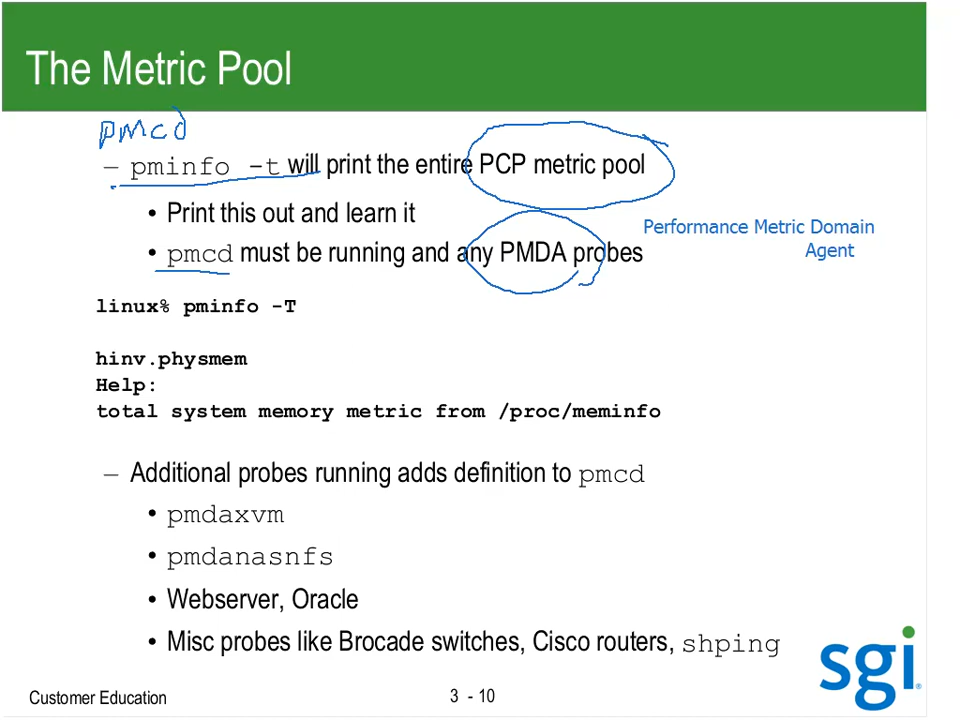 The Metric Pool
pmcd
– pminfo -t will print the entire PCP metric pool
• Print this out and learn it
• pmcd must be running and any PMDA probes
Performance Metric Domain
Agent
linux% pminfo -T
hinv.physmem
Help:
total system memory metric from /proc/meminfo
– Additional probes running adds definition to pmcd
• pmdaxvm
• pmdanasnfs
• Webserver, Oracle
• Misc probes like Brocade switches, Cisco routers, shping
sgi®
Customer Education
3 - 10